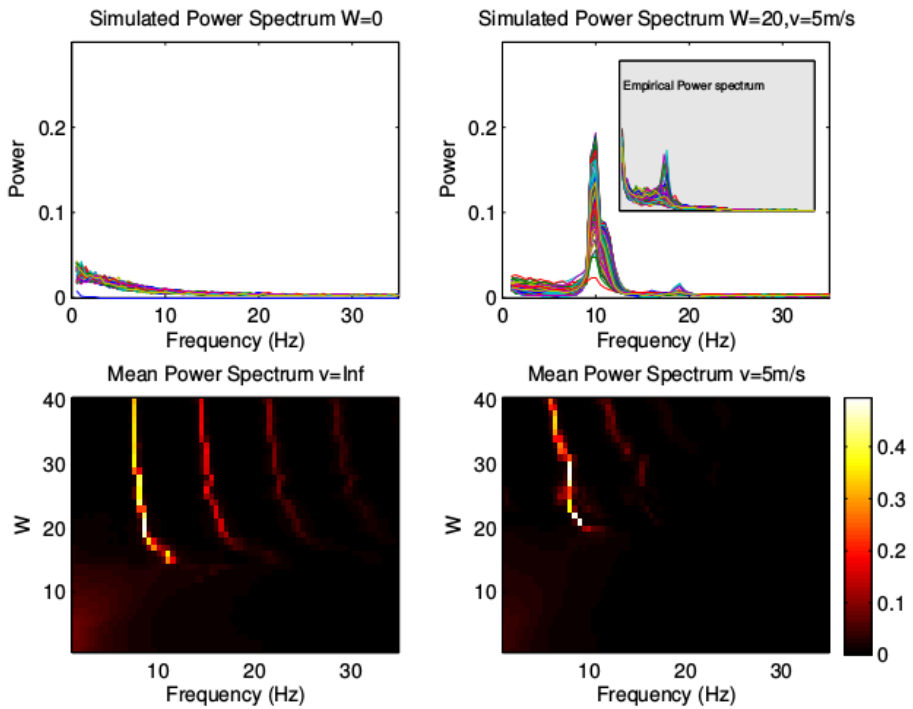 Simulated Power Spectrum W=0
Simulated Power Spectrum W=20,v=5m/s
Power
0.2
0.1
0
10
20
30
Frequency (Hz)
Empirical Power spectrum
0.2
0.1
0
0
10
20
30
Frequency (Hz)
Mean Power Spectrum v=Inf
Mean Power Spectrum v=5m/s
W
40
30
20
10
10
20
30
Frequency (Hz)
40
30
20
10
10
20
30
Frequency (Hz)
0.4
0.3
0.2
0.1
0